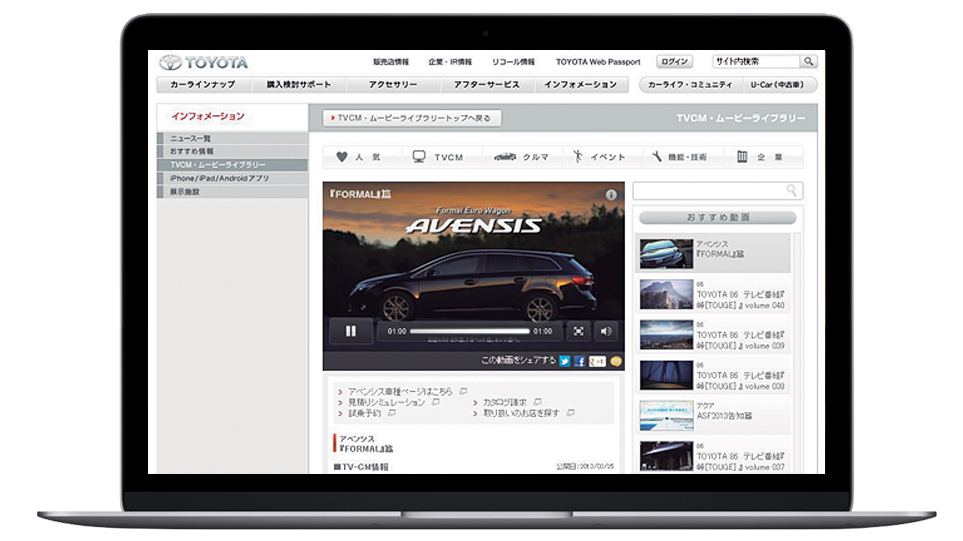 TOYOTA
販売店情報 企業・IR情報 リコール情報 TOYOTA Web Passport ログイン サイト内検索
カーラインナップ 購入検討サポート アクセサリー アフターサービス インフォメーション カーライフ・コミュニティ U-Car(中古車)
インフォメーション
ニュース一覧
おすすめ情報
TVCM・ムービーライブラリー
iPhone/iPad/Androidアプリ
展示施設
TVCM・ムービーライブラリートップへ戻る
TVCM・ムービーライブラリー
人気 TVCM クルマ イベント 機能・技術 企業
『FORMAL』篇
Formal Euro Wagon
AVENSIS
01:00 01:00
この動画をシェアする
アベンシス車種ページはこちら
見積りシミュレーション カタログ請求
試乗予約 取り扱いのお店を探す
アベンシス
『FORMAL』篇
■TV-CM情報 公開日:2013/03/05
おすすめ動画
アベンシス
『FORMAL』篇
86
TOYOTA 86 テレビ番組『
峠[TOUGE]』volume 040
86
TOYOTA 86 テレビ番組『
峠[TOUGE]』volume 039
86
TOYOTA 86 テレビ番組『
峠[TOUGE]』volume 038
アクア
ASF2013告知篇
86
TOYOTA 86 テレビ番組『
峠[TOUGE]』volume 037